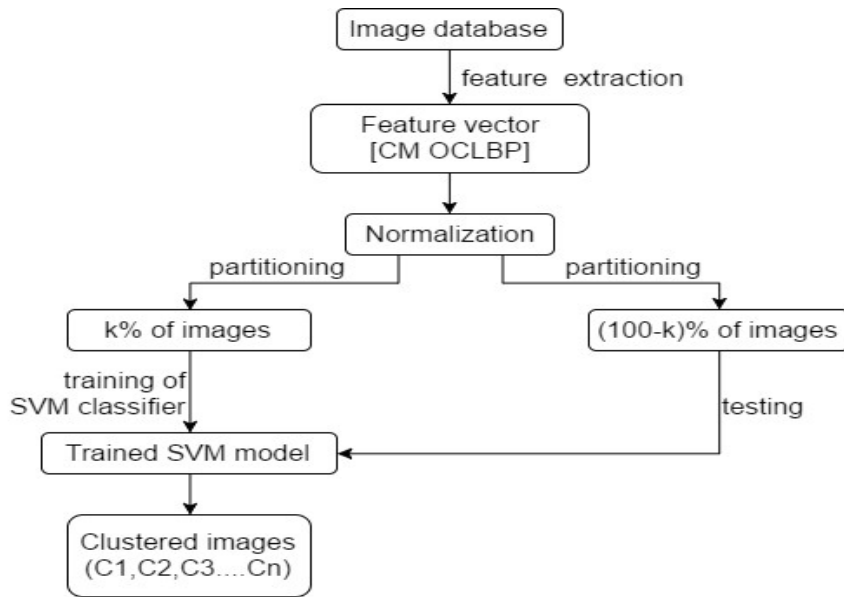 Image database
feature extraction
Feature vector
[CM OCLBP]
Normalization
partitioning
partitioning
k% of images
(100-k)% of images
training of
SVM classifier
testing
Trained SVM model
Clustered images
(C1,C2,C3....Cn)